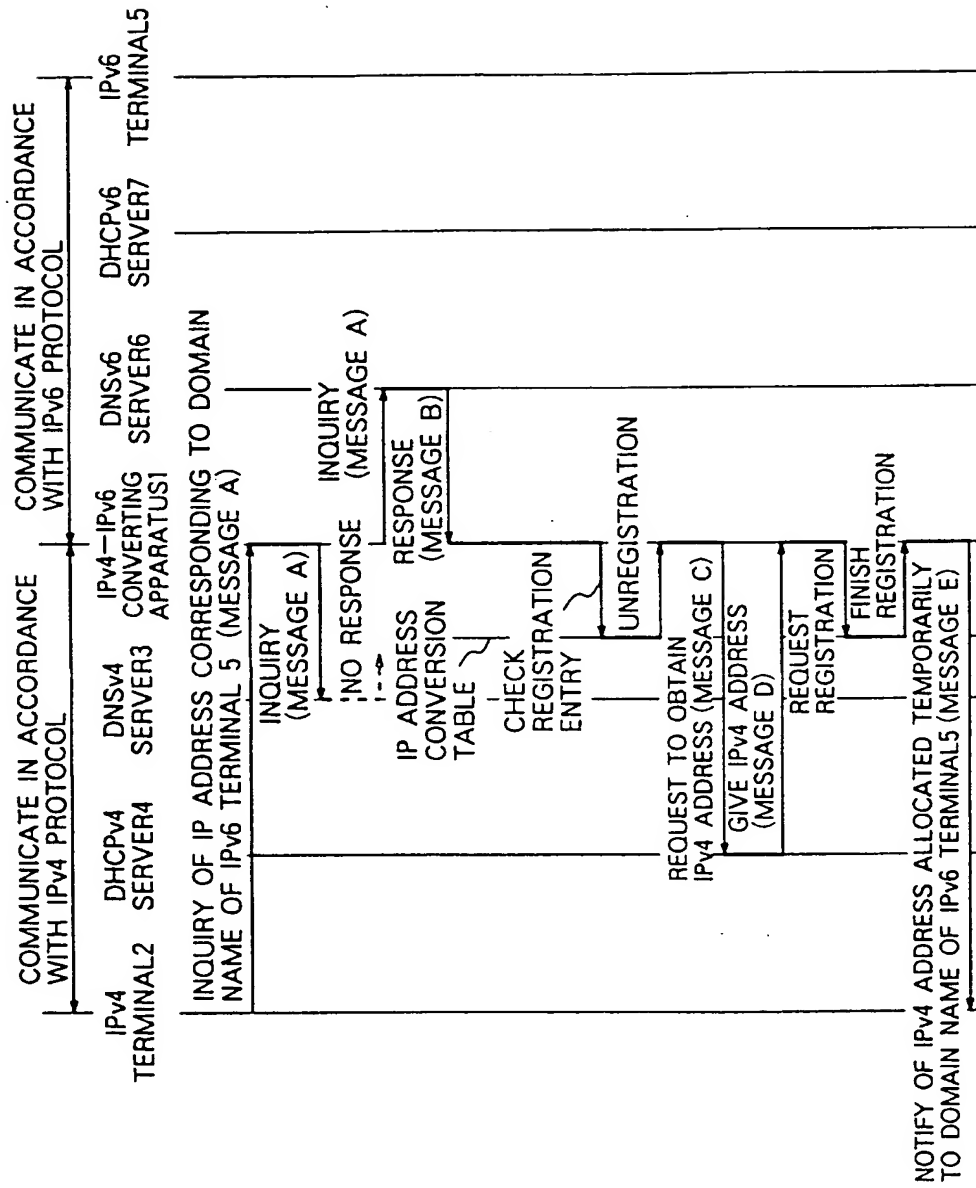 COMMUNICATE IN ACCORDANCE
WITH IPv4 PROTOCOL
COMMUNICATE IN ACCORDANCE
WITH IPv6 PROTOCOL
IPv4
TERMINAL2
DHCPv4
SERVER4
DNSv4
SERVER3
IPv4—IPv6
CONVERTING
APPARATUS1
DNSv6
SERVER6
DHCPv6
SERVER7
IPv6
TERMINAL5
INQUIRY OF IP ADDRESS CORRESPONDING TO DOMAIN
NAME OF IPv6 TERMINAL 5 (MESSAGE A)
INQUIRY
(MESSAGE A)
NO RESPONSE
INQUIRY
(MESSAGE A)
RESPONSE
(MESSAGE B)
IP ADDRESS
CONVERSION
TABLE
CHECK
REGISTRATION
ENTRY
UNREGISTRATION
REQUEST TO OBTAIN
IPv4 ADDRESS (MESSAGE C)
GIVE IPv4 ADDRESS
(MESSAGE D)
REQUEST
REGISTRATION
FINISH
REGISTRATION
NOTIFY OF IPv4 ADDRESS ALLOCATED TEMPORARILY
TO DOMAIN NAME OF IPv6 TERMINAL5 (MESSAGE E)